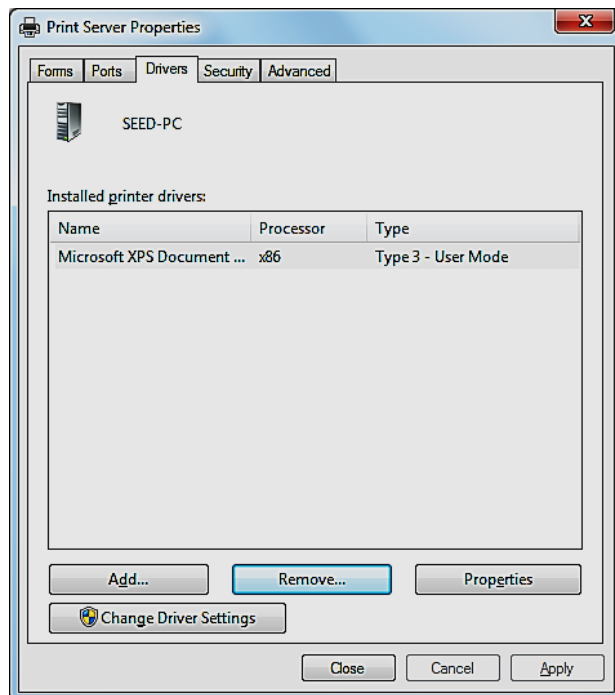 Print Server Properties
Forms Ports Drivers Security Advanced
SEED-PC
Installed printer drivers:
Name Processor Type
Microsoft XPS Document ... x86 Type 3 - User Mode
Add... Remove... Properties
Change Driver Settings
Close Cancel Apply